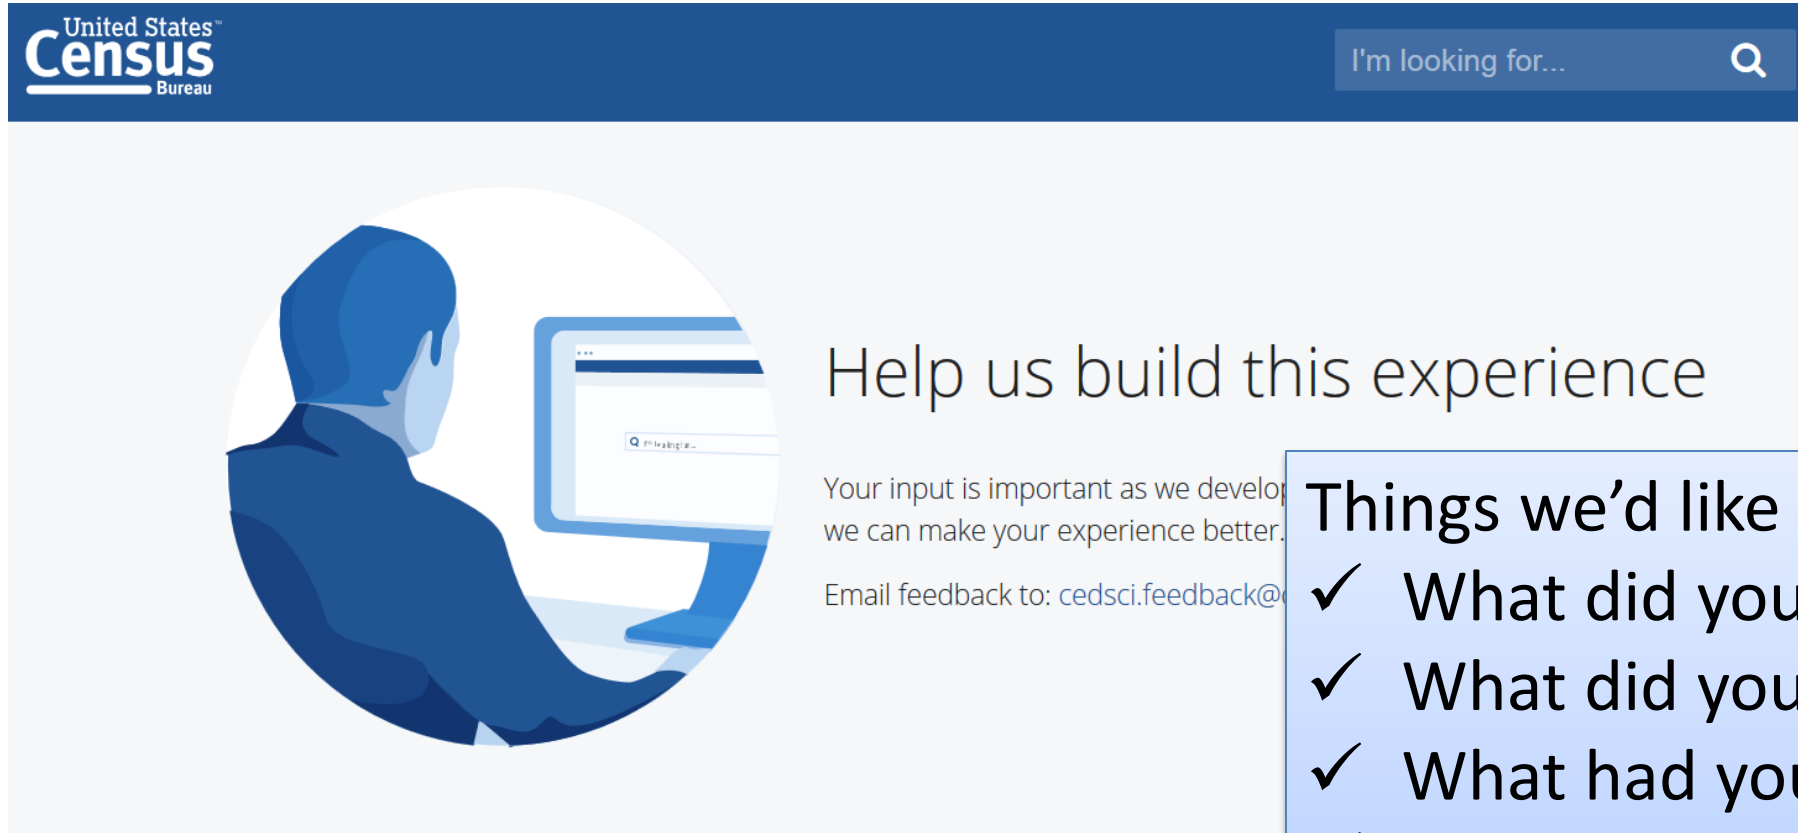 United States™
Census
Bureau
I'm looking for...
Help us build this experience
Your input is important as we develop
we can make your experience better.
Email feedback to: cedsci.feedback@
Things we’d like
✓ What did you
✓ What did you
✓ What had you